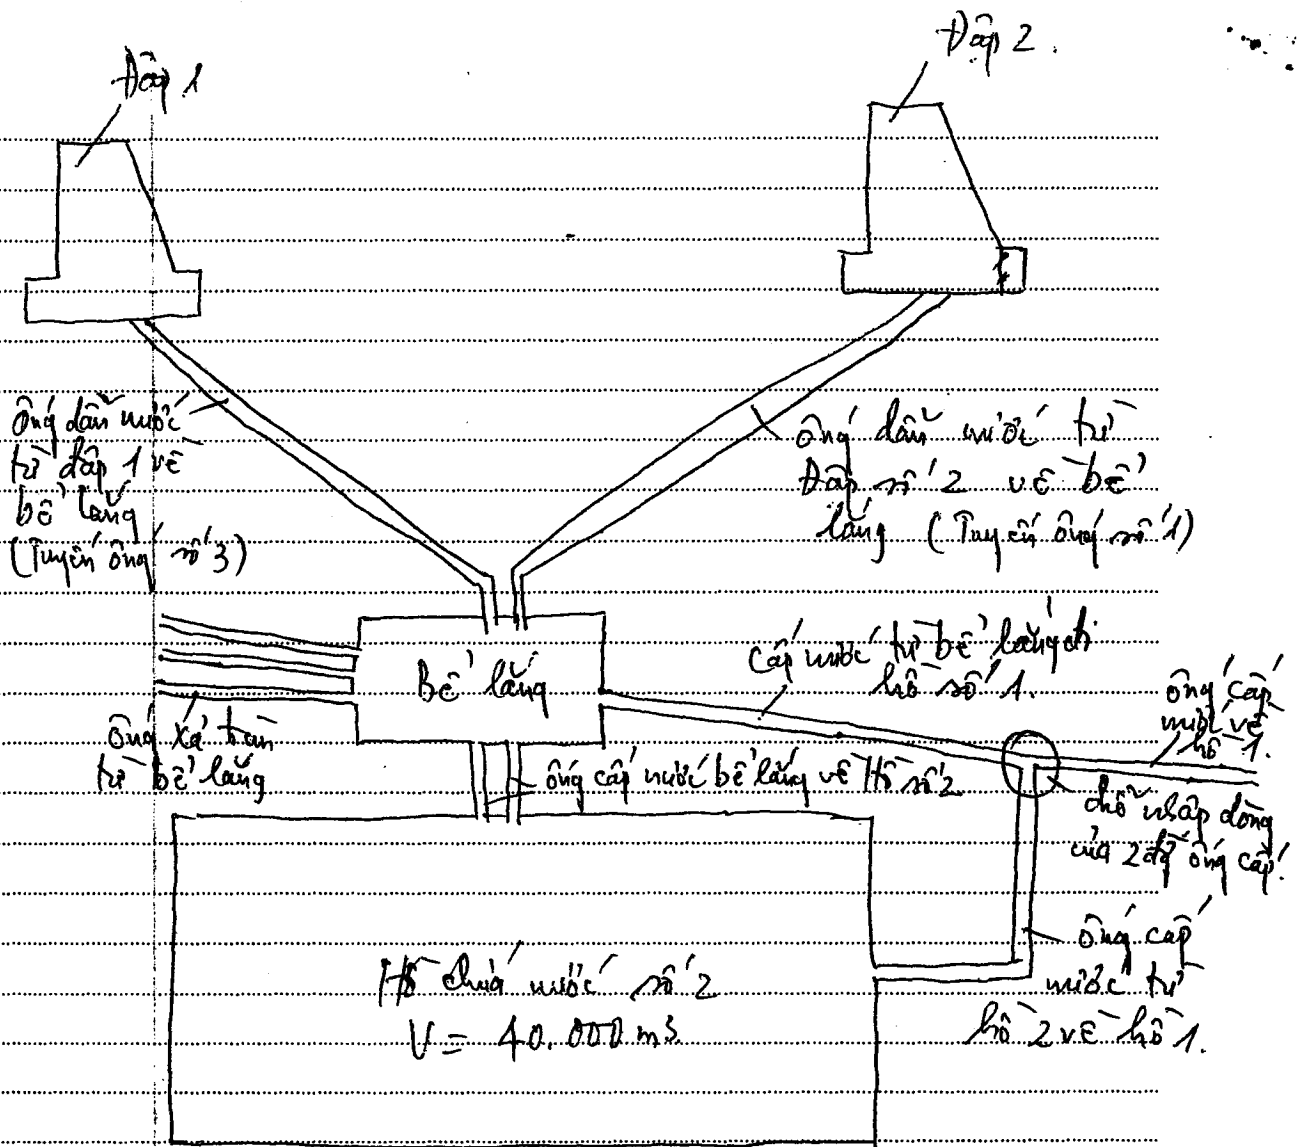 Đập 1
Đập 2.
ống dẫn nước
từ đập 1 về
bể lắng
(Tuyến ống số 3)
ống dẫn nước từ
Đập số 2 về bể
lắng (Tuyến ống số 1)
Bể lắng
Cấp nước từ bể lắng đi
hồ số 1.
ống cấp
nước về
hồ 1.
Ống xả tràn
từ bể lắng
ống cấp nước bể lắng về Hồ số 2
chỗ nhập dòng
của 2 ống cấp.
Hồ chứa nước số 2
V = 40.000 m3.
ống cấp
nước từ
hồ 2 về hồ 1.